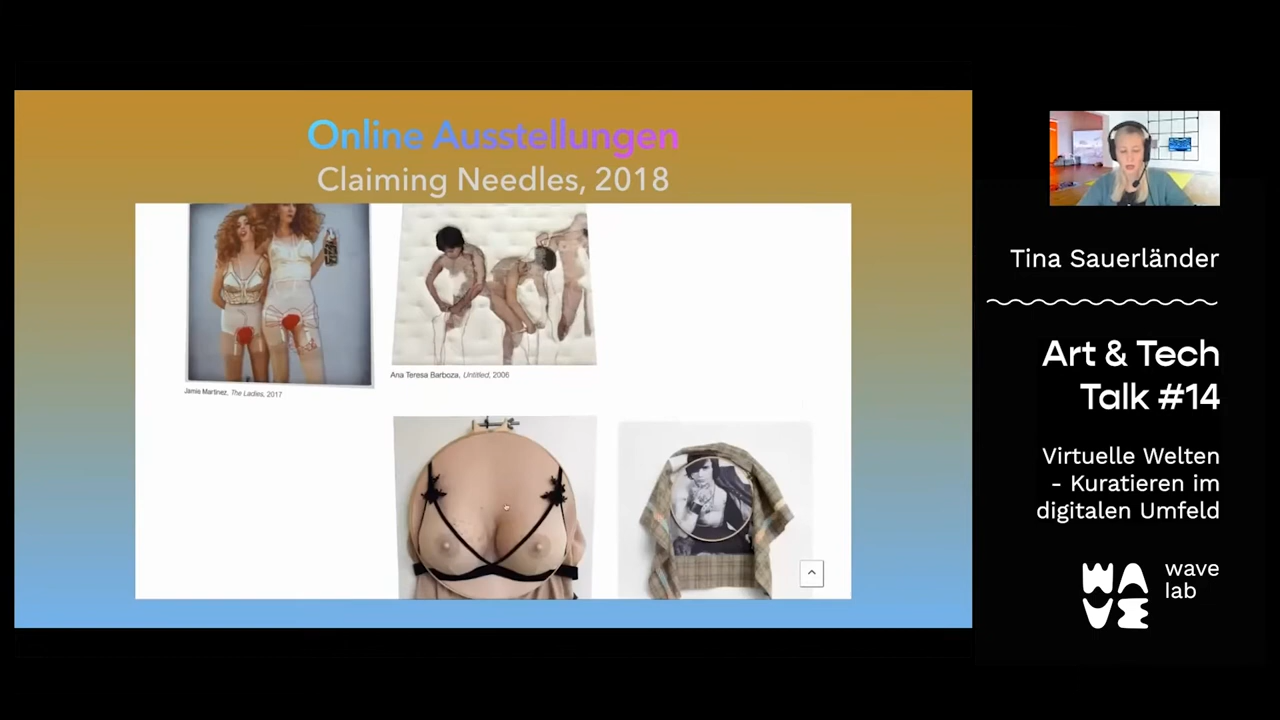 Online Ausstellungen
Claiming Needles, 2018
Jamie Martinez, The Ladies, 2017
Ana Teresa Barboza, Untitled, 2006
Tina Sauerländer
Art & Tech
Talk #14
Virtuelle Welten
- Kuratieren im
digitalen Umfeld
WAVE
wave
lab